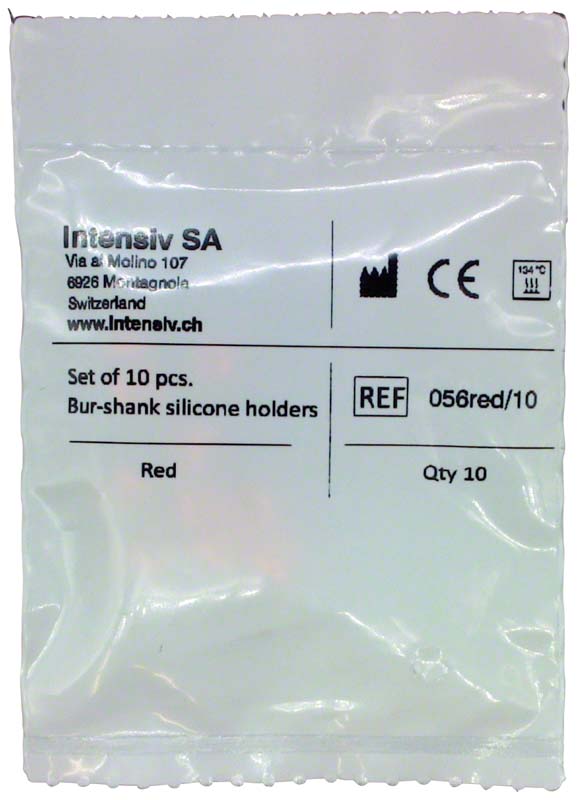 Intensiv SA
Via al Molino 107
6926 Montagnola
Switzerland
www.intensiv.ch
CE
134 °C
Set of 10 pcs.
Bur-shank silicone holders
REF 056red/10
Red
Qty 10